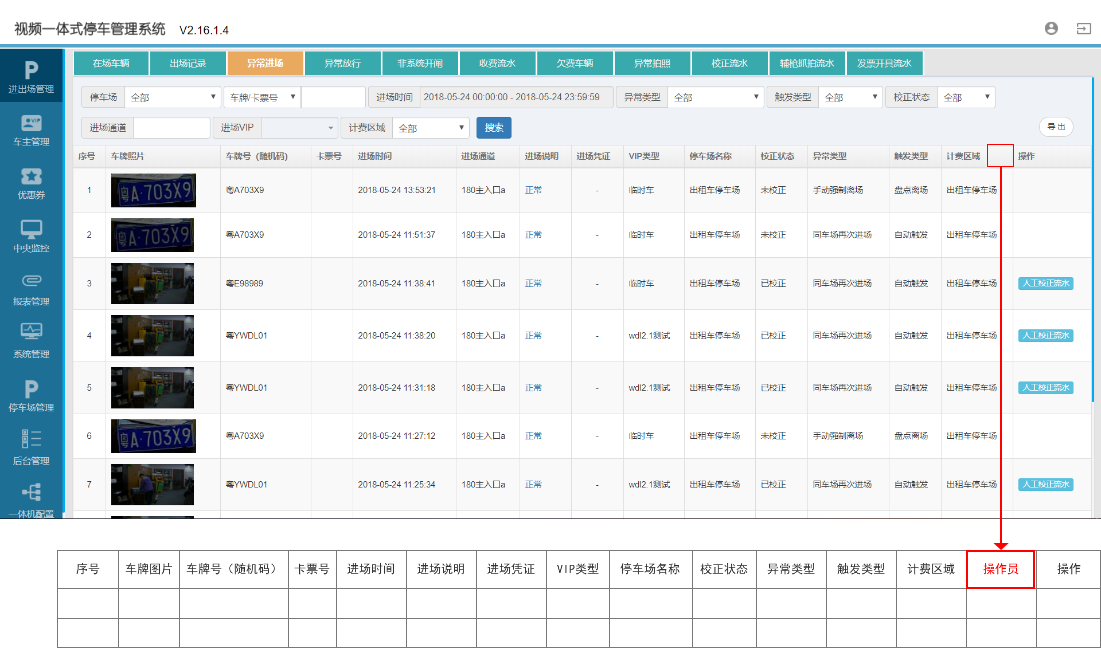 视频一体式停车管理系统 V2.16.1.4
P
进出场管理
车主管理
优惠券
中央监控
报表管理
系统管理
P
停车场管理
后台管理
一体机配置
在场车辆 出场记录 异常进场 异常放行 非系统开闸 收费流水 欠费车辆 异常拍照 校正流水 辅枪抓拍流水 发票开具流水
停车场 全部 车牌/卡票号 进场时间 2018-05-24 00:00:00 - 2018-05-24 23:59:59 异常类型 全部 触发类型 全部 校正状态 全部
进场通道 进场VIP 计费区域 全部 搜索 导出
序号 车牌照片 车牌号 (随机码) 卡票号 进场时间 进场通道 进场说明 进场凭证 VIP类型 停车场名称 校正状态 异常类型 触发类型 计费区域 操作
1 粤A·703X9 粤A703X9 2018-05-24 13:53:21 180主入口a 正常 - 临时车 出租车停车场 未校正 手动强制离场 盘点离场 出租车停车场
2 粤A·703X9 粤A703X9 2018-05-24 11:51:37 180主入口a 正常 - 临时车 出租车停车场 未校正 同车场再次进场 自动触发 出租车停车场
3 粤E98989 2018-05-24 11:38:41 180主入口a 正常 - 临时车 出租车停车场 已校正 同车场再次进场 自动触发 出租车停车场 人工校正流水
4 粤YWDL01 2018-05-24 11:38:20 180主入口a 正常 - wdl2.1测试 出租车停车场 已校正 同车场再次进场 自动触发 出租车停车场 人工校正流水
5 粤YWDL01 2018-05-24 11:31:18 180主入口a 正常 - wdl2.1测试 出租车停车场 已校正 同车场再次进场 自动触发 出租车停车场 人工校正流水
6 粤A·703X9 粤A703X9 2018-05-24 11:27:12 180主入口a 正常 - 临时车 出租车停车场 未校正 手动强制离场 盘点离场 出租车停车场
7 粤YWDL01 2018-05-24 11:25:34 180主入口a 正常 - wdl2.1测试 出租车停车场 已校正 同车场再次进场 自动触发 出租车停车场 人工校正流水
序号 车牌图片 车牌号（随机码） 卡票号 进场时间 进场说明 进场凭证 VIP类型 停车场名称 校正状态 异常类型 触发类型 计费区域 操作员 操作